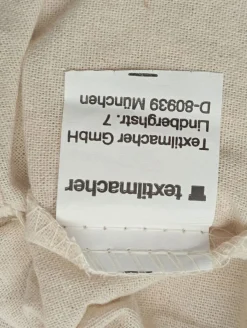 textilmacher
Textilmacher GmbH
Lindberghstr. 7
D-80939 München